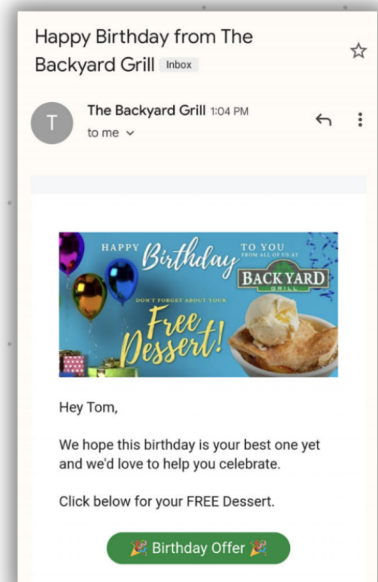 Happy Birthday from The
Backyard Grill Inbox
T
The Backyard Grill 1:04 PM
to me
HAPPY Birthday TO YOU
FROM ALL OF US AT
BACKYARD
GRILL
DON'T FORGET ABOUT YOUR
Free
Dessert!
Hey Tom,
We hope this birthday is your best one yet
and we'd love to help you celebrate.
Click below for your FREE Dessert.
🎉 Birthday Offer 🎉